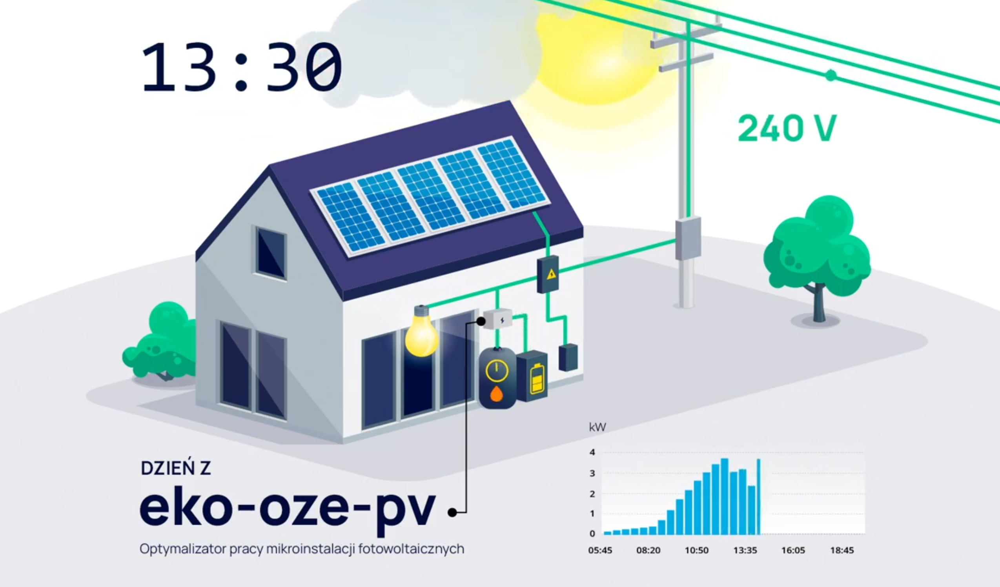 13:30
240 V
DZIEŃ Z
eko-oze-pv
Optymalizator pracy mikroinstalacji fotowoltaicznych
kW
4
3
2
1
0
05:45 08:20 10:50 13:35 16:05 18:45